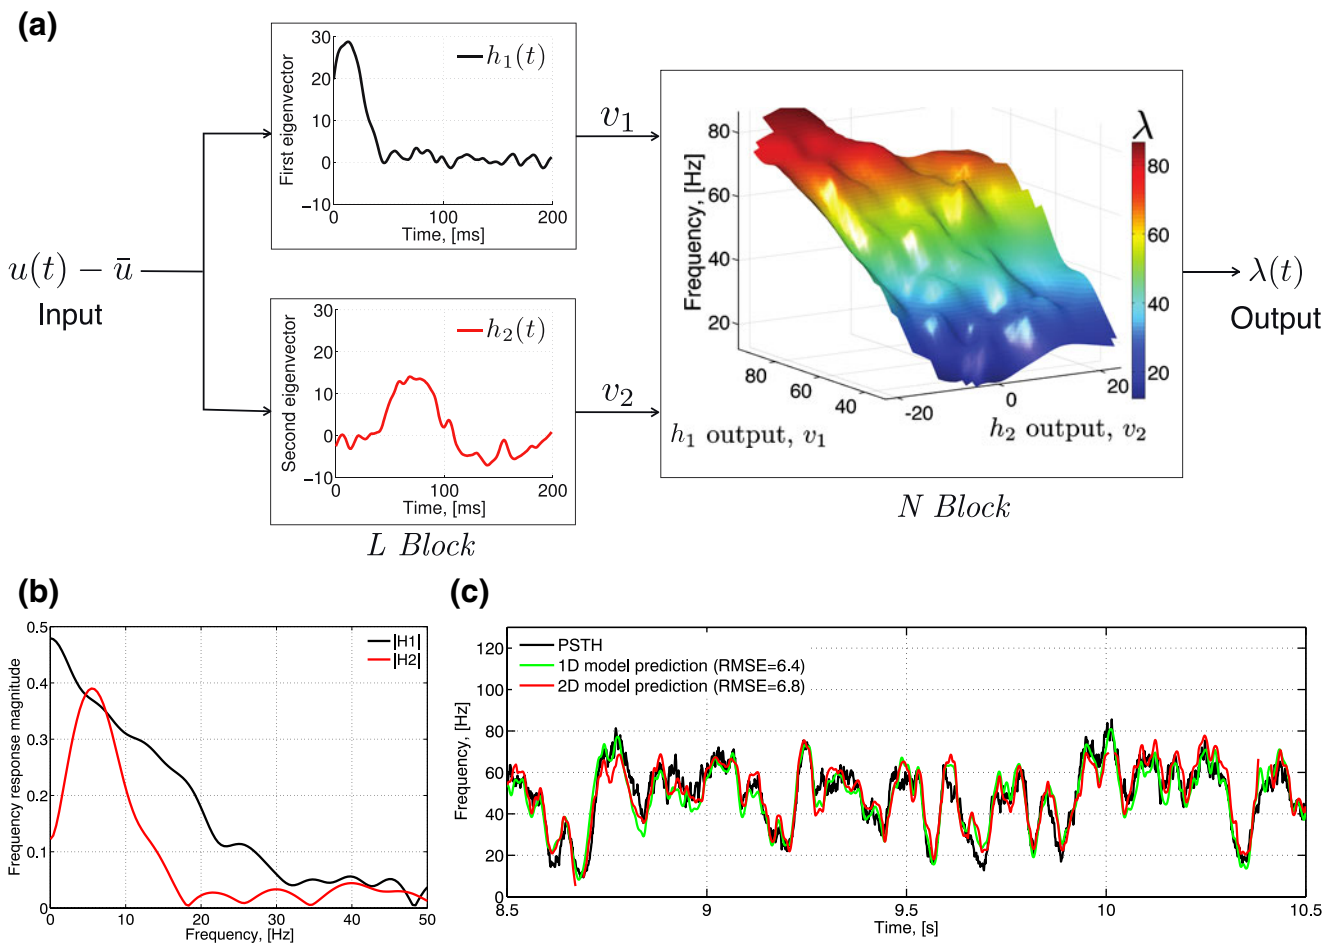 (a)
First eigenvector
30
20
10
0
−10
h₁(t)
0
100
200
Time, [ms]
v₁
u(t) − ū
Input
Second eigenvector
30
20
10
0
−10
h₂(t)
0
100
200
Time, [ms]
v₂
L Block
Frequency, [Hz]
80
60
40
20
80
60
40
-20
0
20
h₁ output, v₁
h₂ output, v₂
λ
80
60
40
20
N Block
λ(t)
Output
(b)
Frequency response magnitude
0.5
0.4
0.3
0.2
0.1
0
|H1|
|H2|
0 10 20 30 40 50
Frequency, [Hz]
(c)
Frequency, [Hz]
120
100
80
60
40
20
0
PSTH
1D model prediction (RMSE=6.4)
2D model prediction (RMSE=6.8)
8.5 9 9.5 10 10.5
Time, [s]